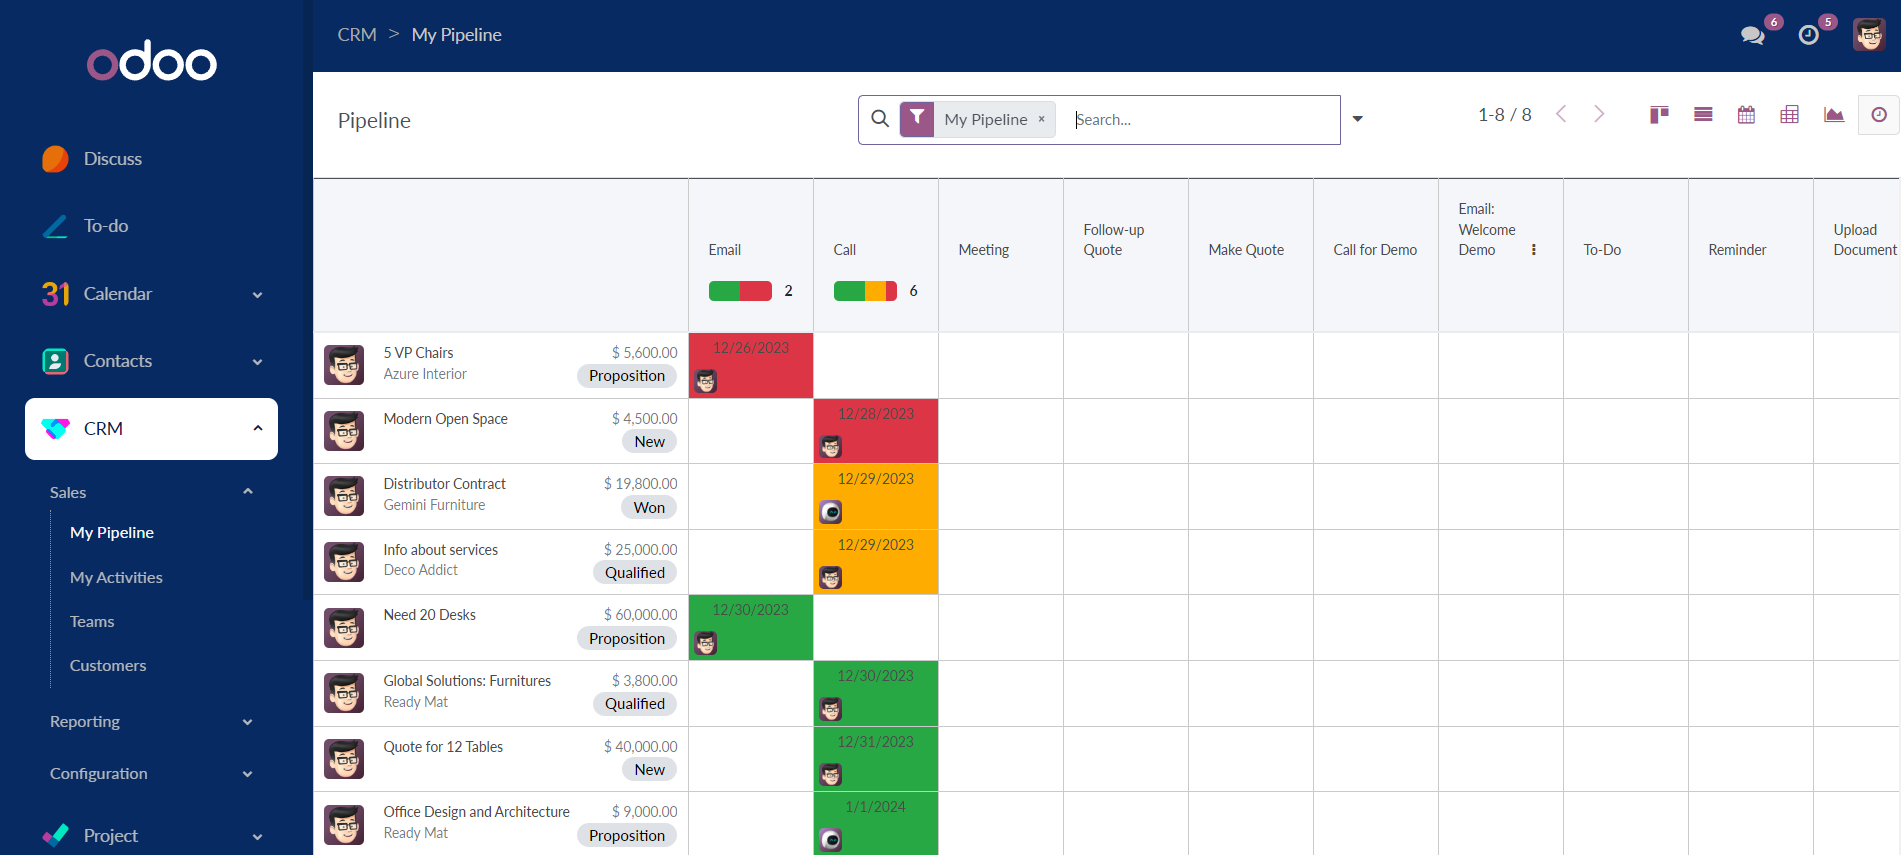 odoo
Discuss
To-do
31 Calendar
Contacts
CRM
Sales
My Pipeline
My Activities
Teams
Customers
Reporting
Configuration
Project
CRM > My Pipeline
6
5
Pipeline
My Pipeline ×
Search...
1-8 / 8
Email
2
Call
6
Meeting
Follow-up
Quote
Make Quote
Call for Demo
Email:
Welcome
Demo
To-Do
Reminder
Upload
Document
5 VP Chairs $ 5,600.00 12/26/2023
Azure Interior Proposition
Modern Open Space $ 4,500.00 12/28/2023
New
Distributor Contract $ 19,800.00 12/29/2023
Gemini Furniture Won
Info about services $ 25,000.00 12/29/2023
Deco Addict Qualified
Need 20 Desks $ 60,000.00 12/30/2023
Proposition
Global Solutions: Furnitures $ 3,800.00 12/30/2023
Ready Mat Qualified
Quote for 12 Tables $ 40,000.00 12/31/2023
New
Office Design and Architecture $ 9,000.00 1/1/2024
Ready Mat Proposition